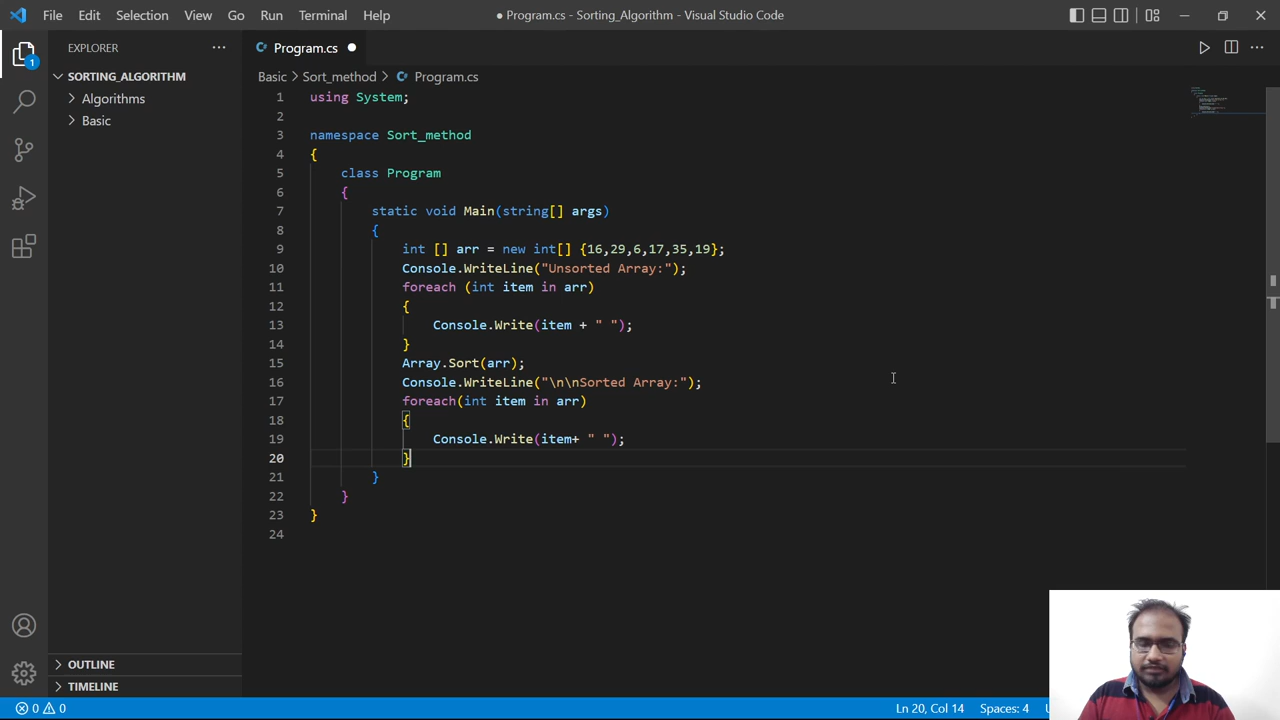 File Edit Selection View Go Run Terminal Help ● Program.cs - Sorting_Algorithm - Visual Studio Code
EXPLORER
Program.cs
SORTING_ALGORITHM
Algorithms
Basic
1
Basic > Sort_method > Program.cs
1 using System;
2
3 namespace Sort_method
4 {
5 class Program
6 {
7 static void Main(string[] args)
8 {
9 int [] arr = new int[] {16,29,6,17,35,19};
10 Console.WriteLine("Unsorted Array:");
11 foreach (int item in arr)
12 {
13 Console.Write(item + " ");
14 }
15 Array.Sort(arr);
16 Console.WriteLine("\n\nSorted Array:");
17 foreach(int item in arr)
18 {
19 Console.Write(item+ " ");
20 }
21 }
22 }
23 }
24
OUTLINE
TIMELINE
0 0 Ln 20, Col 14 Spaces: 4